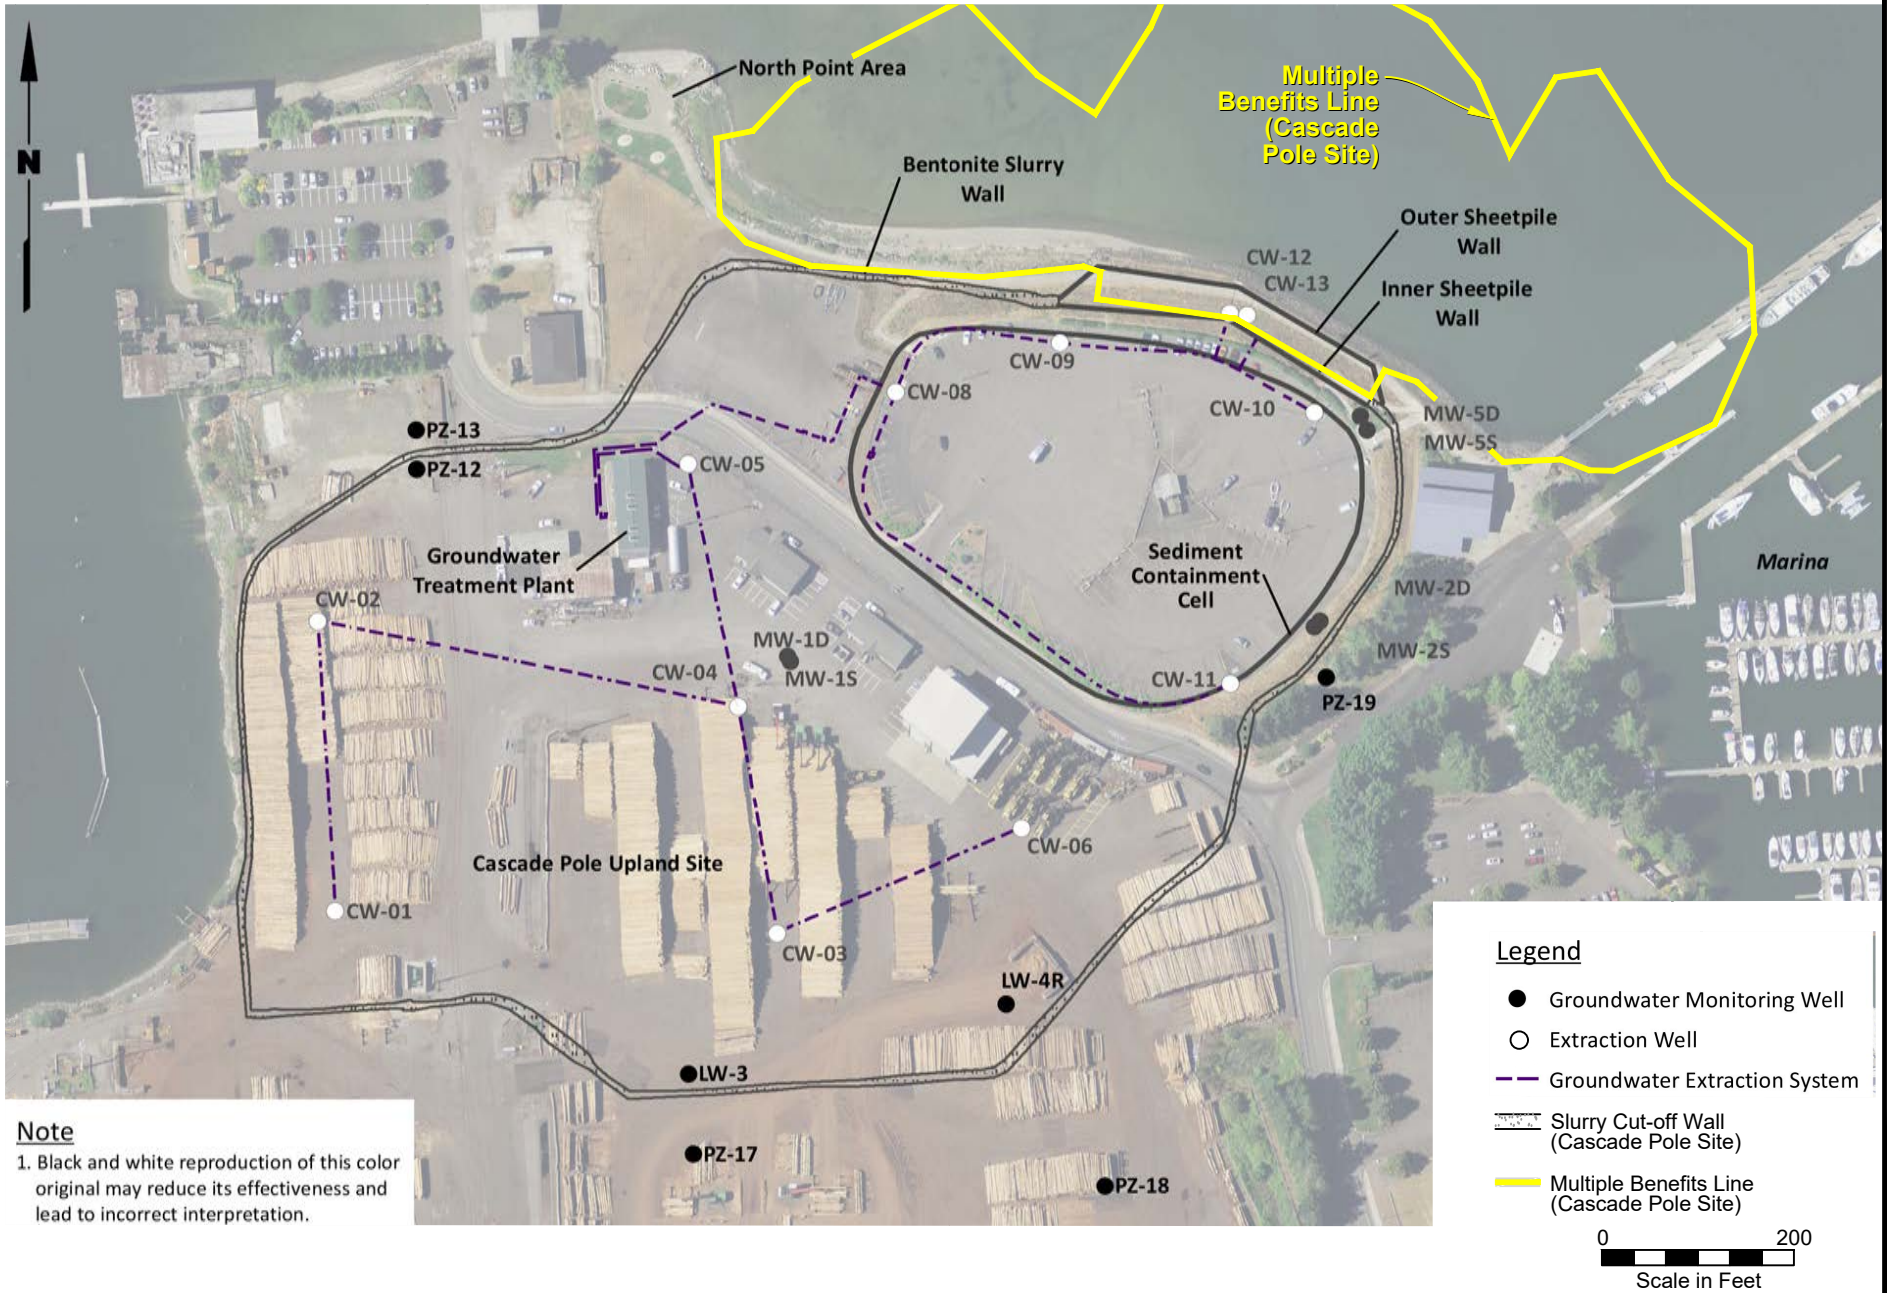 N
North Point Area
Multiple
Benefits Line
(Cascade
Pole Site)
Bentonite Slurry
Wall
Outer Sheetpile
Wall
CW-12
CW-13
Inner Sheetpile
Wall
CW-09
CW-08
CW-10
MW-5D
MW-5S
PZ-13
PZ-12
CW-05
Groundwater
Treatment Plant
Sediment
Containment
Cell
Marina
MW-2D
CW-02
MW-1D
MW-1S
CW-04
MW-2S
CW-11
PZ-19
CW-06
Cascade Pole Upland Site
CW-01
CW-03
LW-4R
LW-3
PZ-17
PZ-18
Legend
Groundwater Monitoring Well
Extraction Well
Groundwater Extraction System
Slurry Cut-off Wall
(Cascade Pole Site)
Multiple Benefits Line
(Cascade Pole Site)
0 200
Scale in Feet
Note
1. Black and white reproduction of this color
original may reduce its effectiveness and
lead to incorrect interpretation.